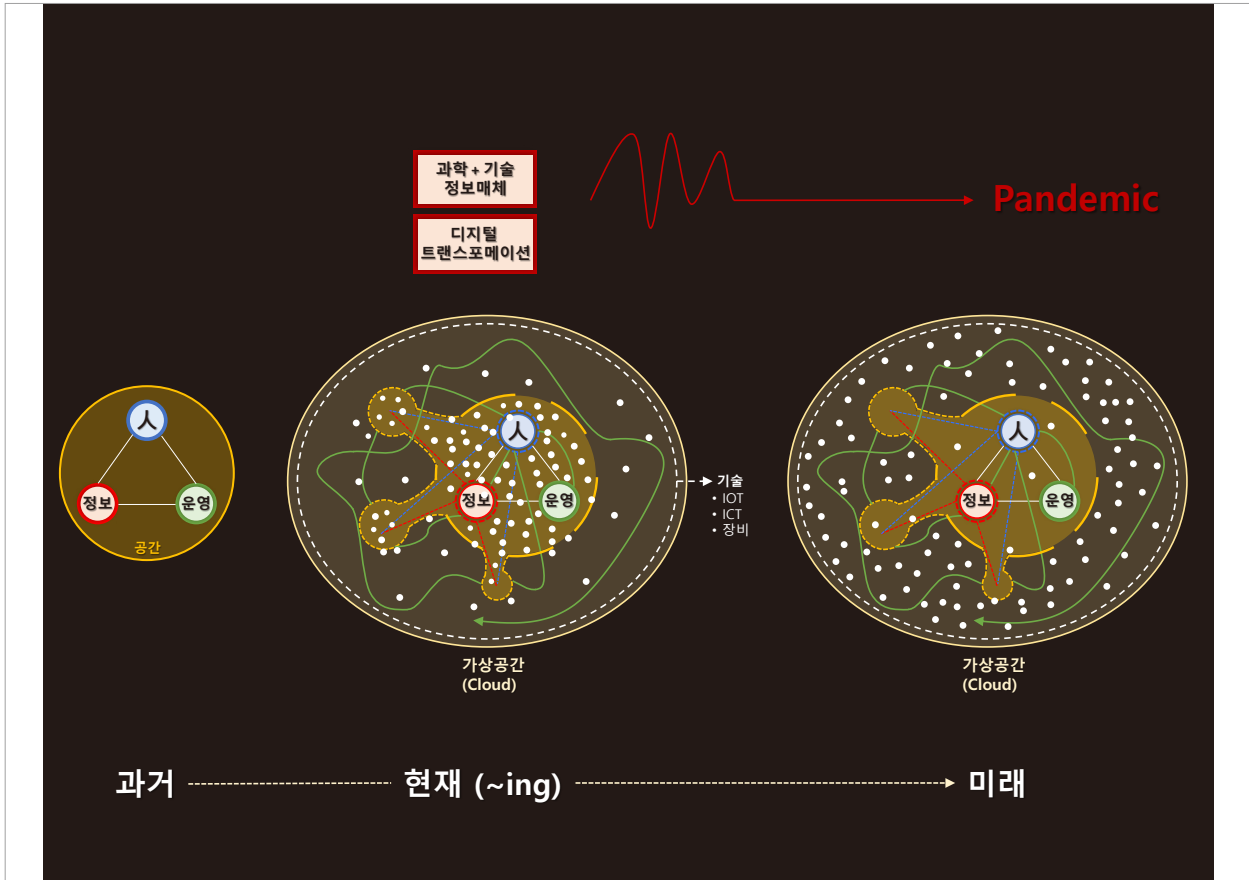 과학 + 기술
정보매체
디지털
트랜스포메이션
Pandemic
人
정보
운영
공간
人
정보
운영
가상공간
(Cloud)
기술
• IOT
• ICT
• 장비
人
정보
운영
가상공간
(Cloud)
과거
현재 (~ing)
미래